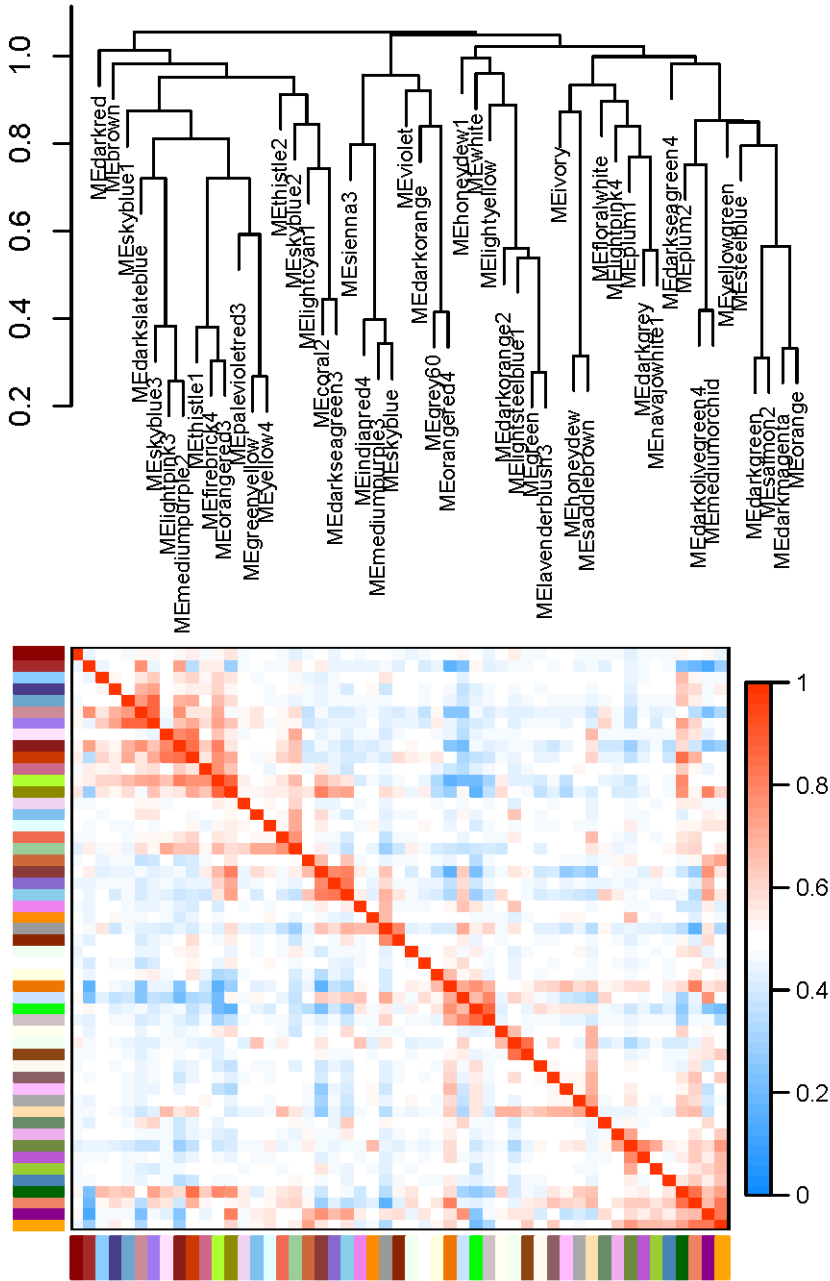 1.0
0.8
0.6
0.4
0.2
MEdarkred
MEbrown
MEskyblue1
MEdarkslateblue
MEskyblue3
MElightpink3
MEmediumpurple2
MEthistle1
MEfirebrick4
MEorangered3
MEpalevioletred3
MEgreenyellow
MEyellow4
MEthistle2
MEskyblue2
MElightcyan1
MEcoral2
MEdarkseagreen3
MEsienna3
MEindianred4
MEmediumpurple3
MEskyblue
MEviolet
MEdarkorange
MEgrey60
MEorangered4
MEhoneydew1
MEwhite
MElightyellow
MEdarkorange2
MElightsteelblue1
MEgreen
MElavenderblush3
MEivory
MEhoneydew
MEsaddlebrown
MEfloralwhite
MElightpink4
MEplum1
MEdarkgrey
MEnavajowhite1
MEdarkseagreen4
MEplum2
MEdarkolivegreen4
MEmediumorchid
MEyellowgreen
MEsteelblue
MEdarkgreen
MEsalmon2
MEdarkmagenta
MEorange
1
0.8
0.6
0.4
0.2
0